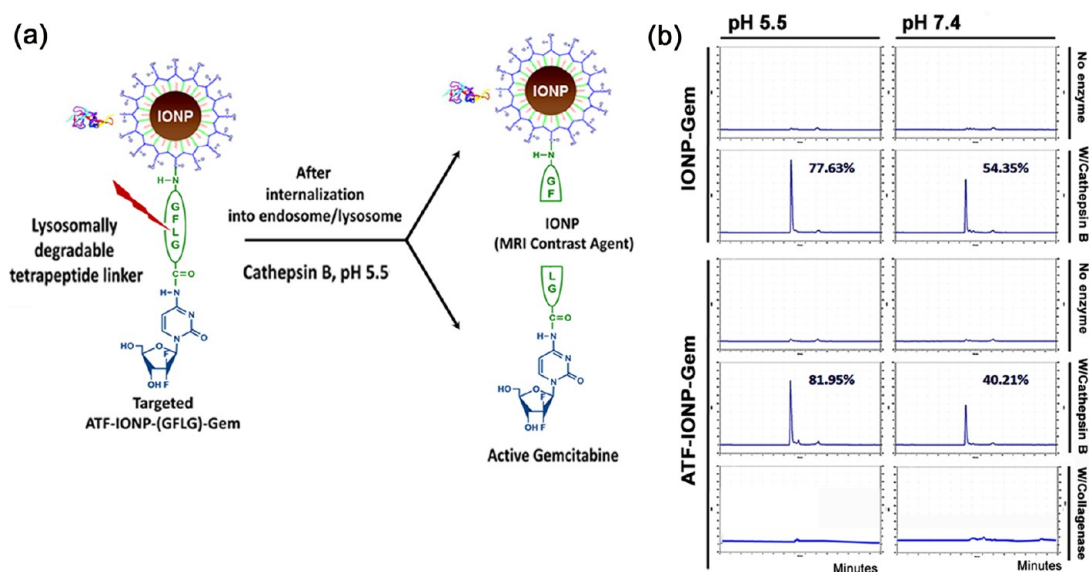 (a)
IONP
H-N
G
F
L
G
C=O
H-N
N
N
O
HO
O
F
OH F
Lysosomally
degradable
tetrapeptide linker
Targeted
ATF-IONP-(GFLG)-Gem
After
internalization
into endosome/lysosome
Cathepsin B, pH 5.5
IONP
H-N
GF
IONP
(MRI Contrast Agent)
LG
C=O
H-N
N
N
O
HO
O
F
OH F
Active Gemcitabine
(b)
pH 5.5
pH 7.4
IONP-Gem
No enzyme
77.63%
54.35%
W/Cathepsin B
ATF-IONP-Gem
No enzyme
81.95%
40.21%
W/Cathepsin B
W/Collagenase
Minutes
Minutes